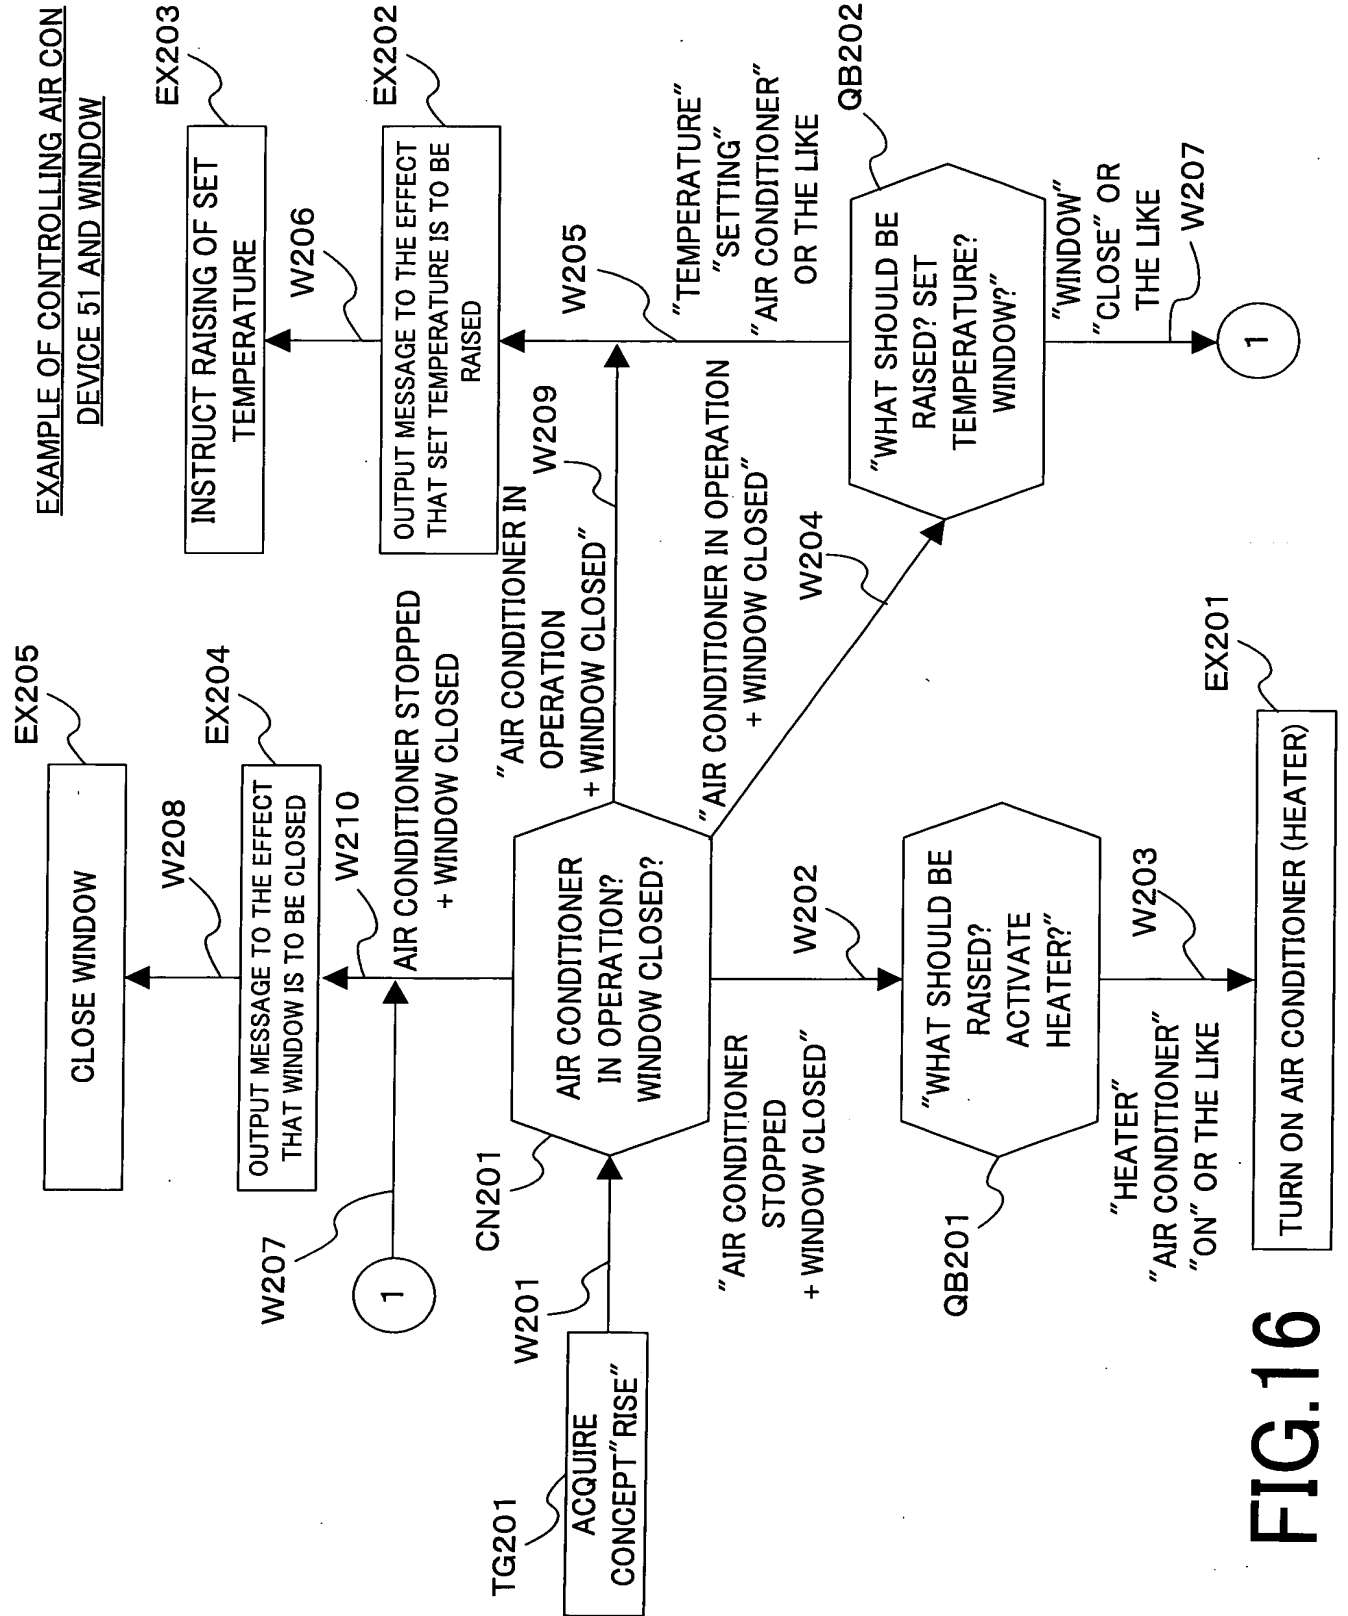 EXAMPLE OF CONTROLLING AIR CON
DEVICE 51 AND WINDOW
EX205
CLOSE WINDOW
W208
EX204
OUTPUT MESSAGE TO THE EFFECT
THAT WINDOW IS TO BE CLOSED
W210
AIR CONDITIONER STOPPED
+ WINDOW CLOSED
W207
1
EX203
INSTRUCT RAISING OF SET
TEMPERATURE
W206
EX202
OUTPUT MESSAGE TO THE EFFECT
THAT SET TEMPERATURE IS TO BE
RAISED
W205
"TEMPERATURE"
"SETTING"
"AIR CONDITIONER"
OR THE LIKE
"AIR CONDITIONER IN
OPERATION
+ WINDOW CLOSED"
W209
TG201
ACQUIRE
CONCEPT"RISE"
W201
CN201
AIR CONDITIONER
IN OPERATION?
WINDOW CLOSED?
"AIR CONDITIONER IN OPERATION
+ WINDOW CLOSED"
W204
QB202
"WHAT SHOULD BE
RAISED? SET
TEMPERATURE?
WINDOW?"
"WINDOW"
"CLOSE" OR
THE LIKE
W207
1
"AIR CONDITIONER
STOPPED
+ WINDOW CLOSED"
W202
QB201
"WHAT SHOULD BE
RAISED?
ACTIVATE
HEATER?"
"HEATER"
"AIR CONDITIONER"
"ON" OR THE LIKE
W203
EX201
TURN ON AIR CONDITIONER (HEATER)
FIG.16